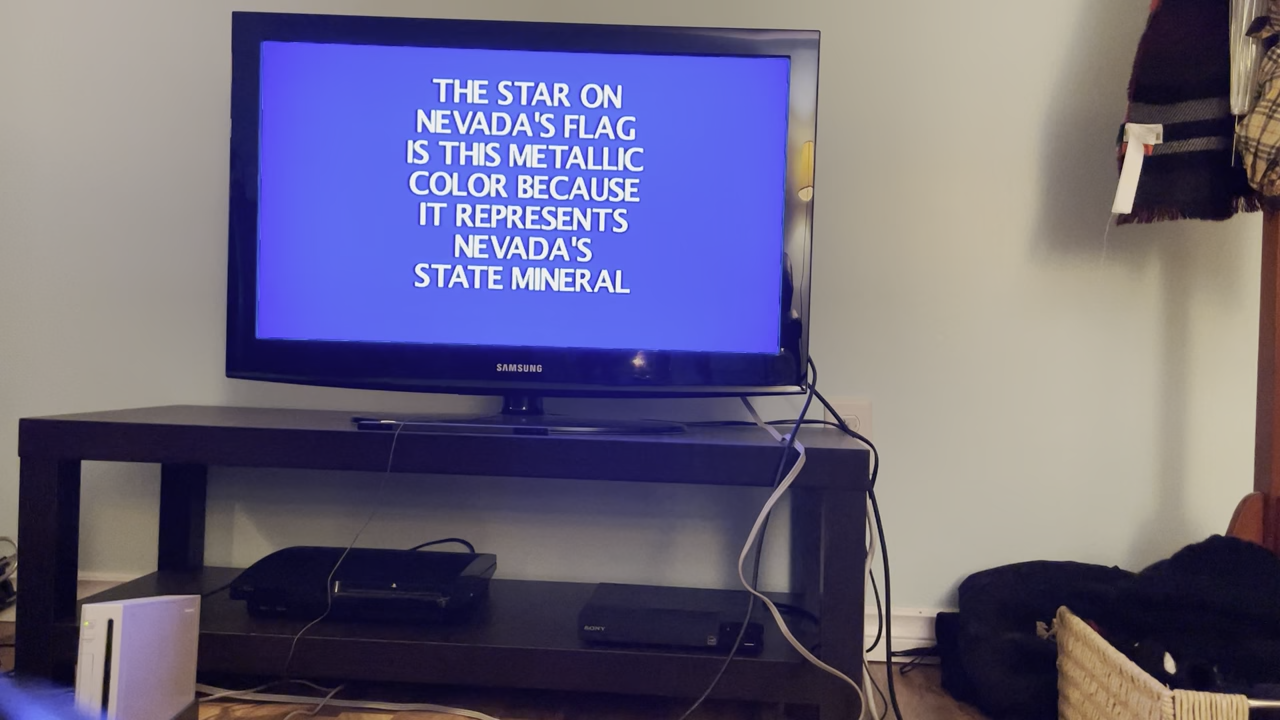 THE STAR ON
NEVADA'S FLAG
IS THIS METALLIC
COLOR BECAUSE
IT REPRESENTS
NEVADA'S
STATE MINERAL
SAMSUNG
SONY